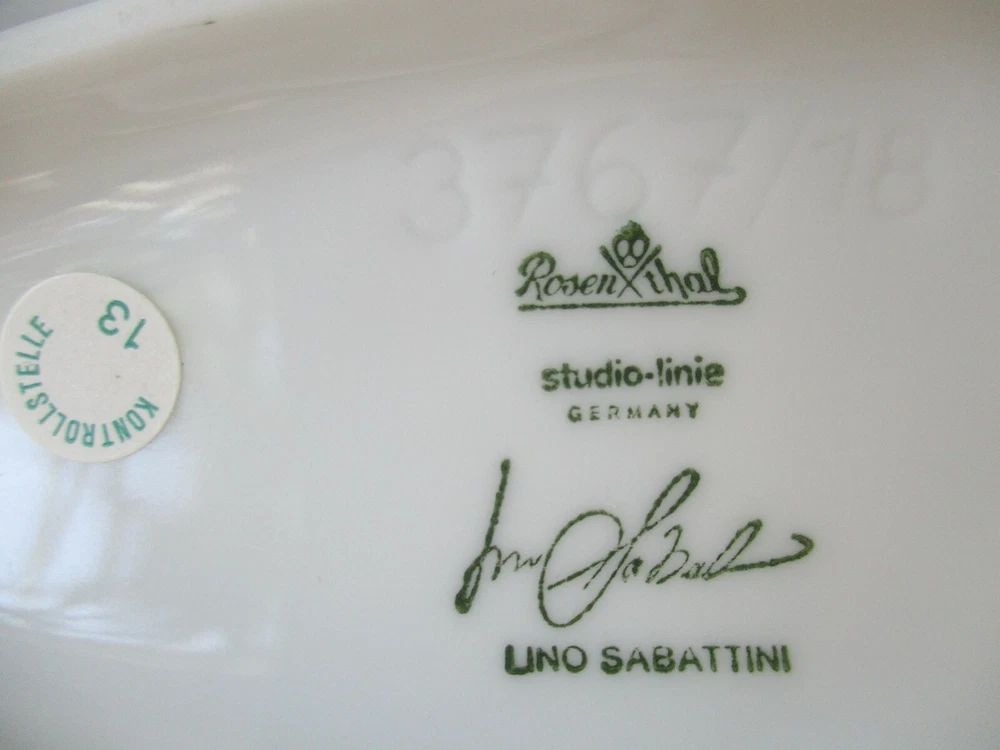 3767/18
Rosenthal
studio-linie
GERMANY
LINO SABATTINI
KONTROLLSTELLE
13